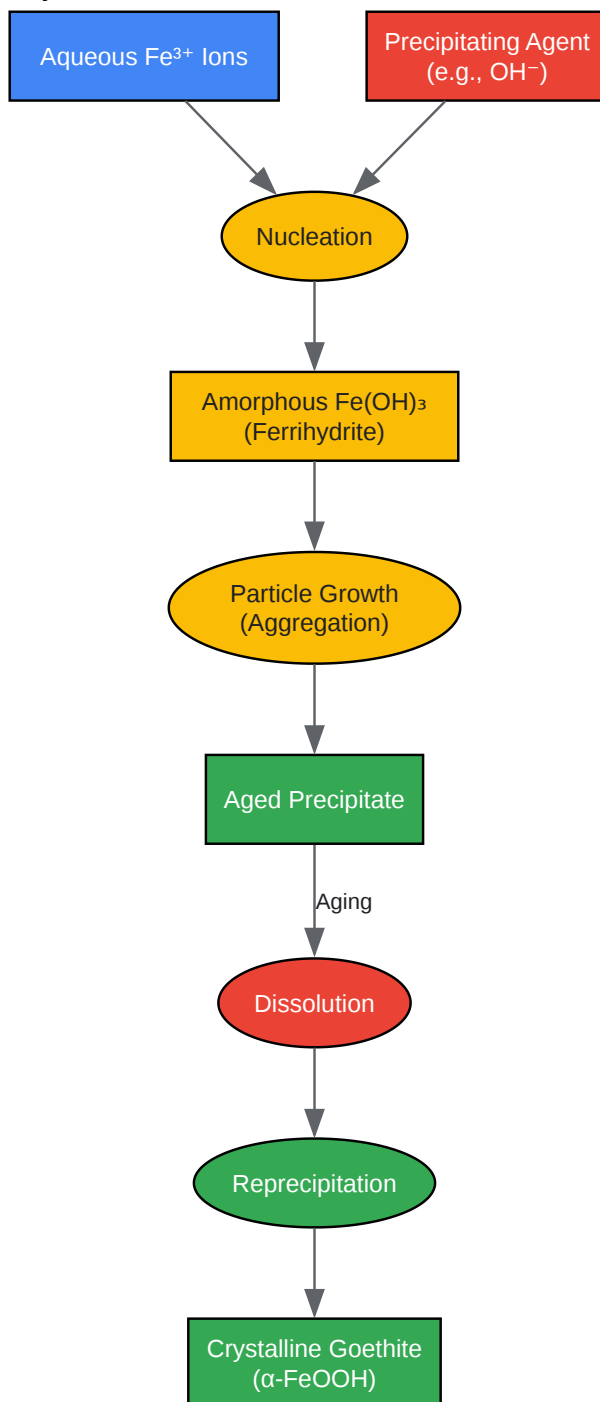 Aqueous Fe³⁺ Ions
Precipitating Agent
(e.g., OH⁻)
Nucleation
Amorphous Fe(OH)₃
(Ferrihydrite)
Particle Growth
(Aggregation)
Aged Precipitate
Aging
Dissolution
Reprecipitation
Crystalline Goethite
(α-FeOOH)